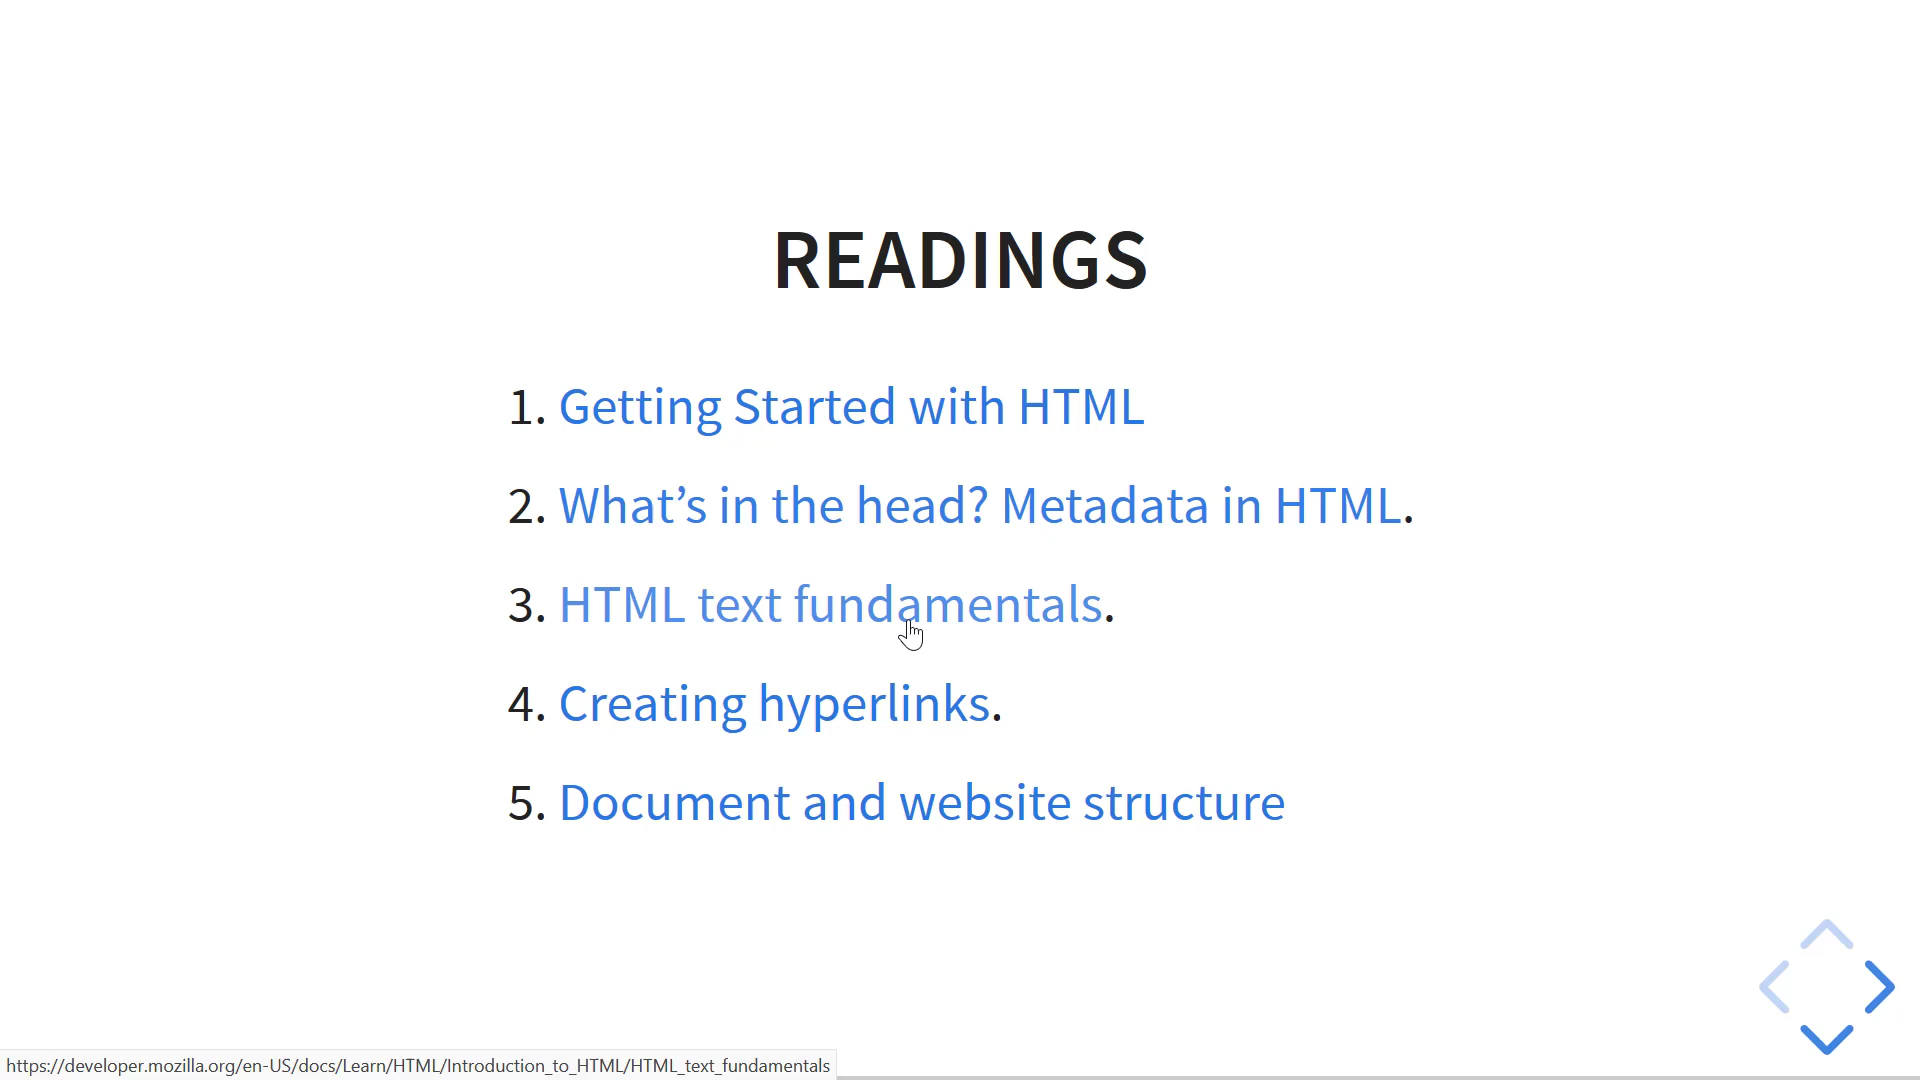 READINGS
1. Getting Started with HTML
2. What’s in the head? Metadata in HTML.
3. HTML text fundamentals.
4. Creating hyperlinks.
5. Document and website structure
https://developer.mozilla.org/en-US/docs/Learn/HTML/Introduction_to_HTML/HTML_text_fundamentals